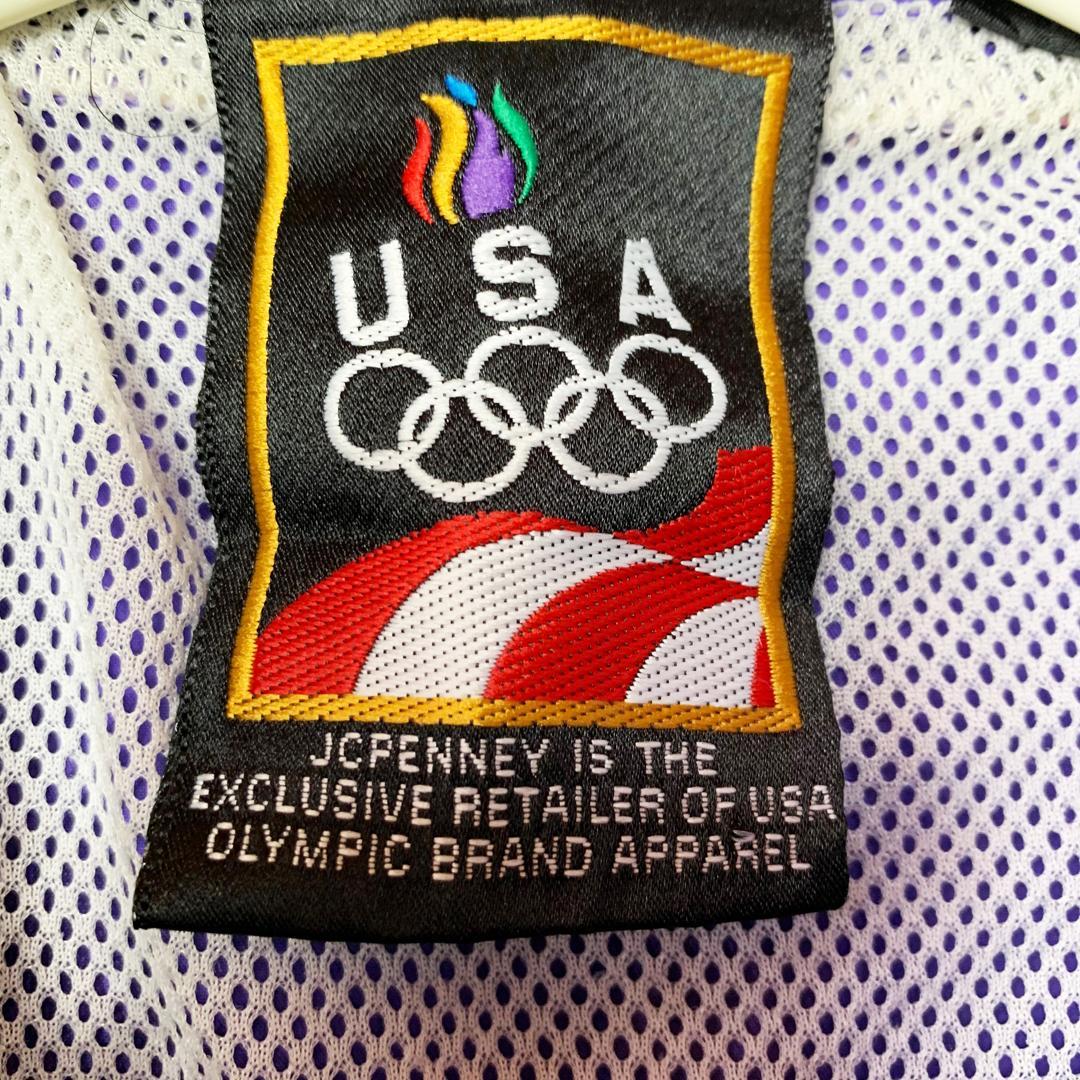 USA
JCPENNEY IS THE
EXCLUSIVE RETAILER OF USA
OLYMPIC BRAND APPAREL